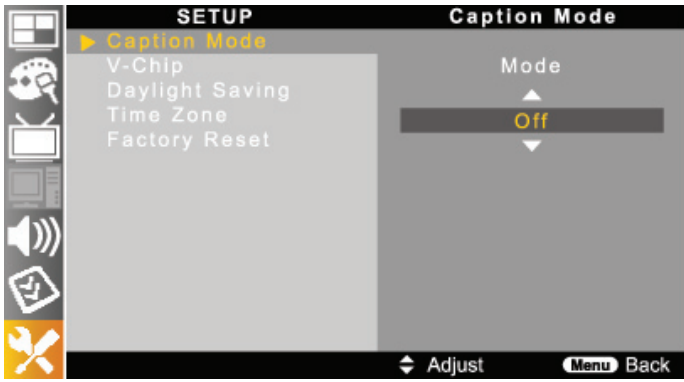 SETUP
Caption Mode
V-Chip
Daylight Saving
Time Zone
Factory Reset
Caption Mode
Mode
Off
Adjust
Menu Back